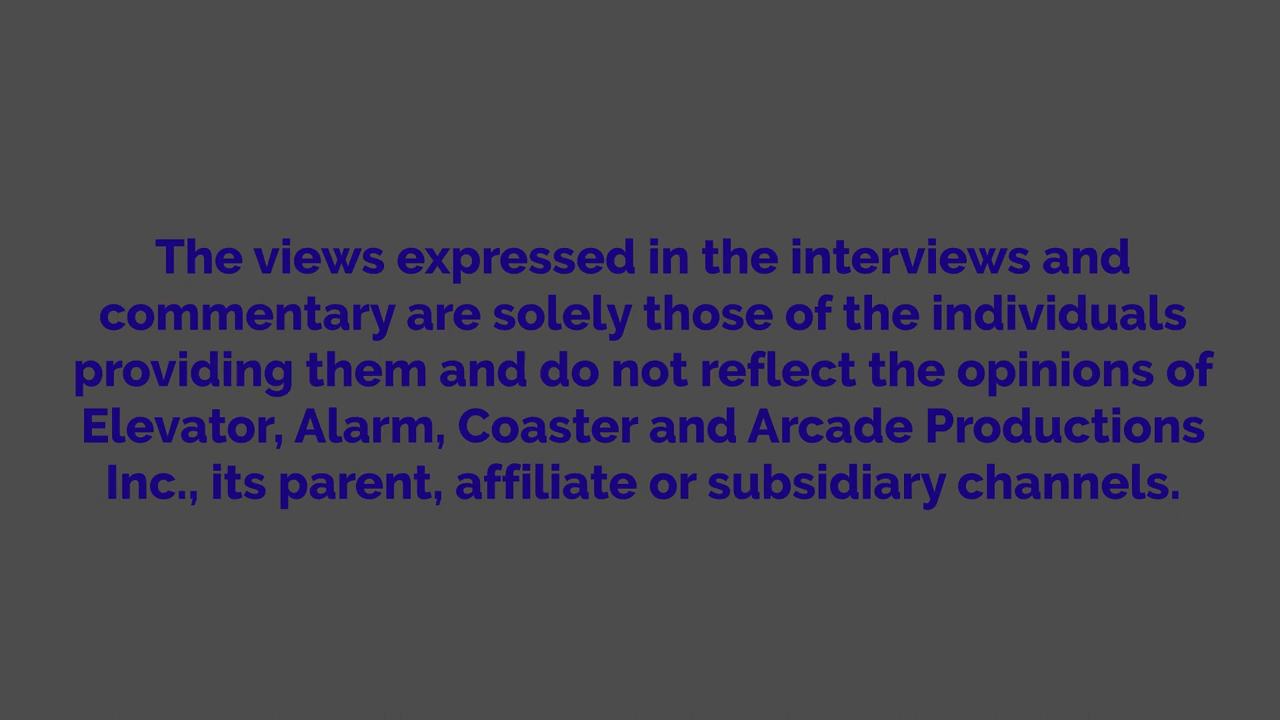 The views expressed in the interviews and
commentary are solely those of the individuals
providing them and do not reflect the opinions of
Elevator, Alarm, Coaster and Arcade Productions
Inc., its parent, affiliate or subsidiary channels.